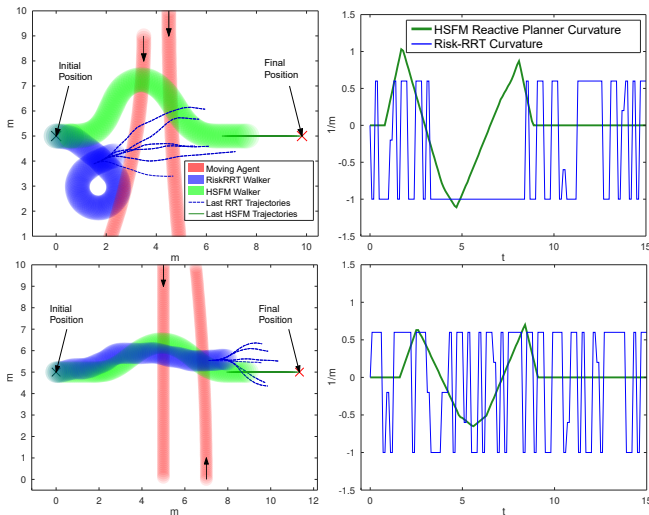 10
9
8
7
6
5
4
3
2
1
m
Initial
Position
Final
Position
Moving Agent
RiskRRT Walker
HSFM Walker
Last RRT Trajectories
Last HSFM Trajectories
0 2 4 6 8 10
m
1.5
1
0.5
0
-0.5
-1
-1.5
1/m
HSFM Reactive Planner Curvature
Risk-RRT Curvature
0 5 10 15
t
10
9
8
7
6
5
4
3
2
1
0
m
Initial
Position
Final
Position
0 2 4 6 8 10 12
m
1.5
1
0.5
0
-0.5
-1
-1.5
1/m
0 5 10 15
t